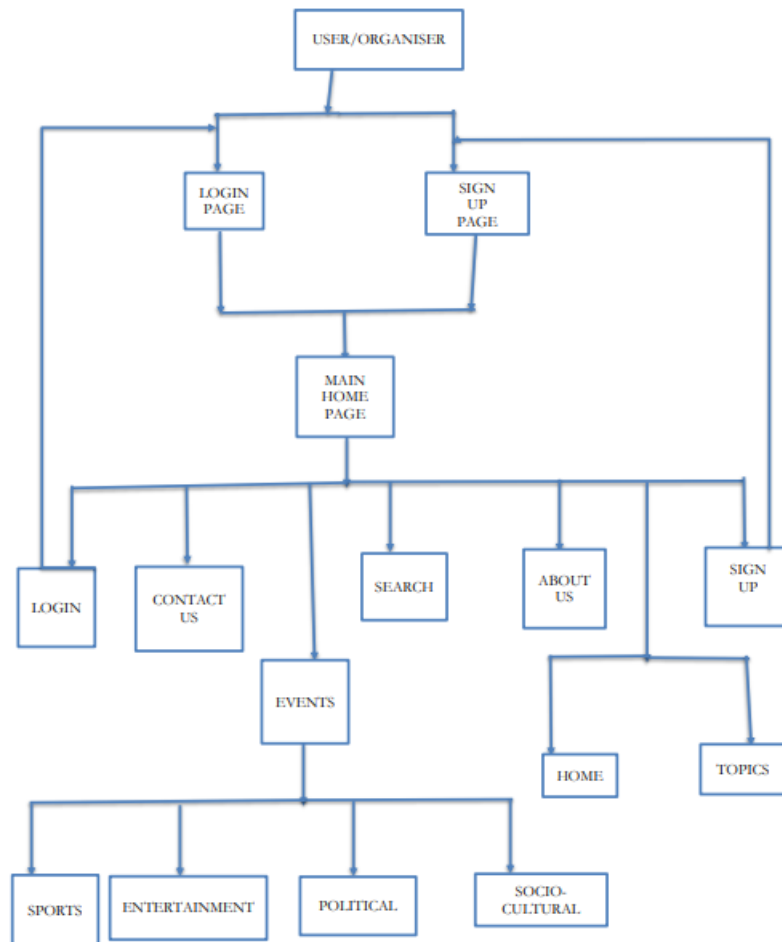 USER/ORGANISER
LOGIN
PAGE
SIGN
UP
PAGE
MAIN
HOME
PAGE
LOGIN
CONTACT
US
SEARCH
ABOUT
US
SIGN
UP
EVENTS
HOME
TOPICS
SPORTS
ENTERTAINMENT
POLITICAL
SOCIO-
CULTURAL